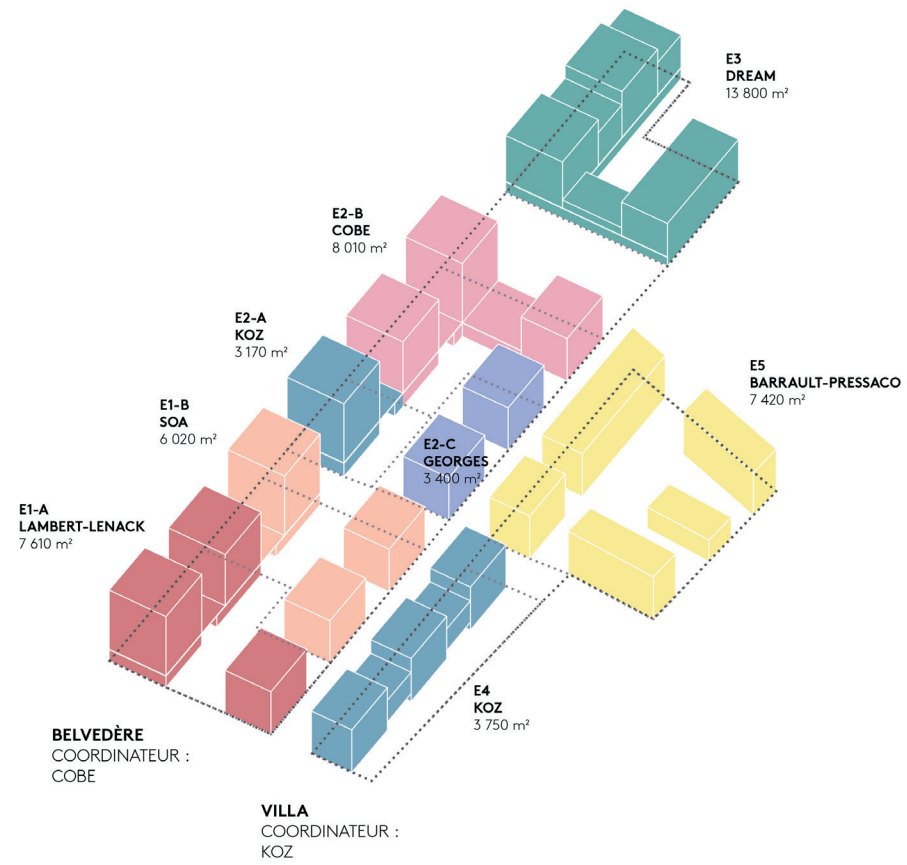 E3
DREAM
13 800 m²
E2-B
COBE
8 010 m²
E2-A
KOZ
3 170 m²
E5
BARRAULT-PRESSACO
7 420 m²
E1-B
SOA
6 020 m²
E2-C
GEORGES
3 400 m²
E1-A
LAMBERT-LENACK
7 610 m²
E4
KOZ
3 750 m²
BELVEDÈRE
COORDINATEUR :
COBE
VILLA
COORDINATEUR :
KOZ